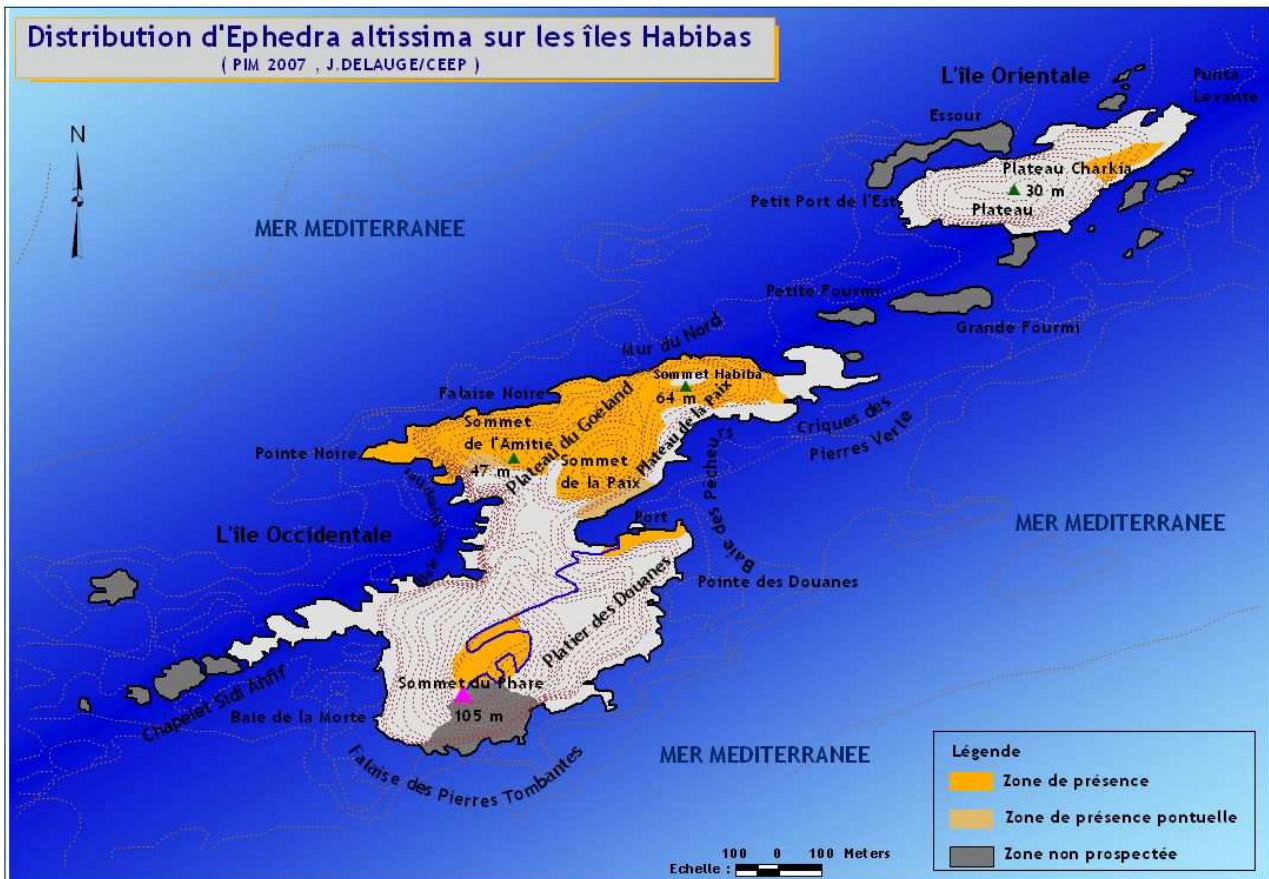 Distribution d'Ephedra altissima sur les îles Habibas
( PIM 2007 , J.DELAUGE/CEEP )
N
L'île Orientale
Punta
Levante
Essour
Plateau Charkia
30 m
Petit Port de l'Est
Plateau
MER MEDITERRANEE
Petite Fourmi
Grande Fourmi
Mur du Nord
Sommet Habiba
64 m
Falaise Noire
Plateau du Goeland
Plateau de la Paix
Sommet
de l'Amitié
47 m
Pointe Noire
Sommet
de la Paix
Criques des
Pierres Verte
Baie des Pêcheurs
Port
L'île Occidentale
MER MEDITERRANEE
Pointe des Douanes
Platier des Douanes
Sommet du Phare
105 m
Chapelet Sidi Ahfif
Baie de la Morte
Falaise des Pierres Tombantes
MER MEDITERRANEE
Légende
Zone de présence
Zone de présence pontuelle
Zone non prospectée
100 0 100 Meters
Echelle :